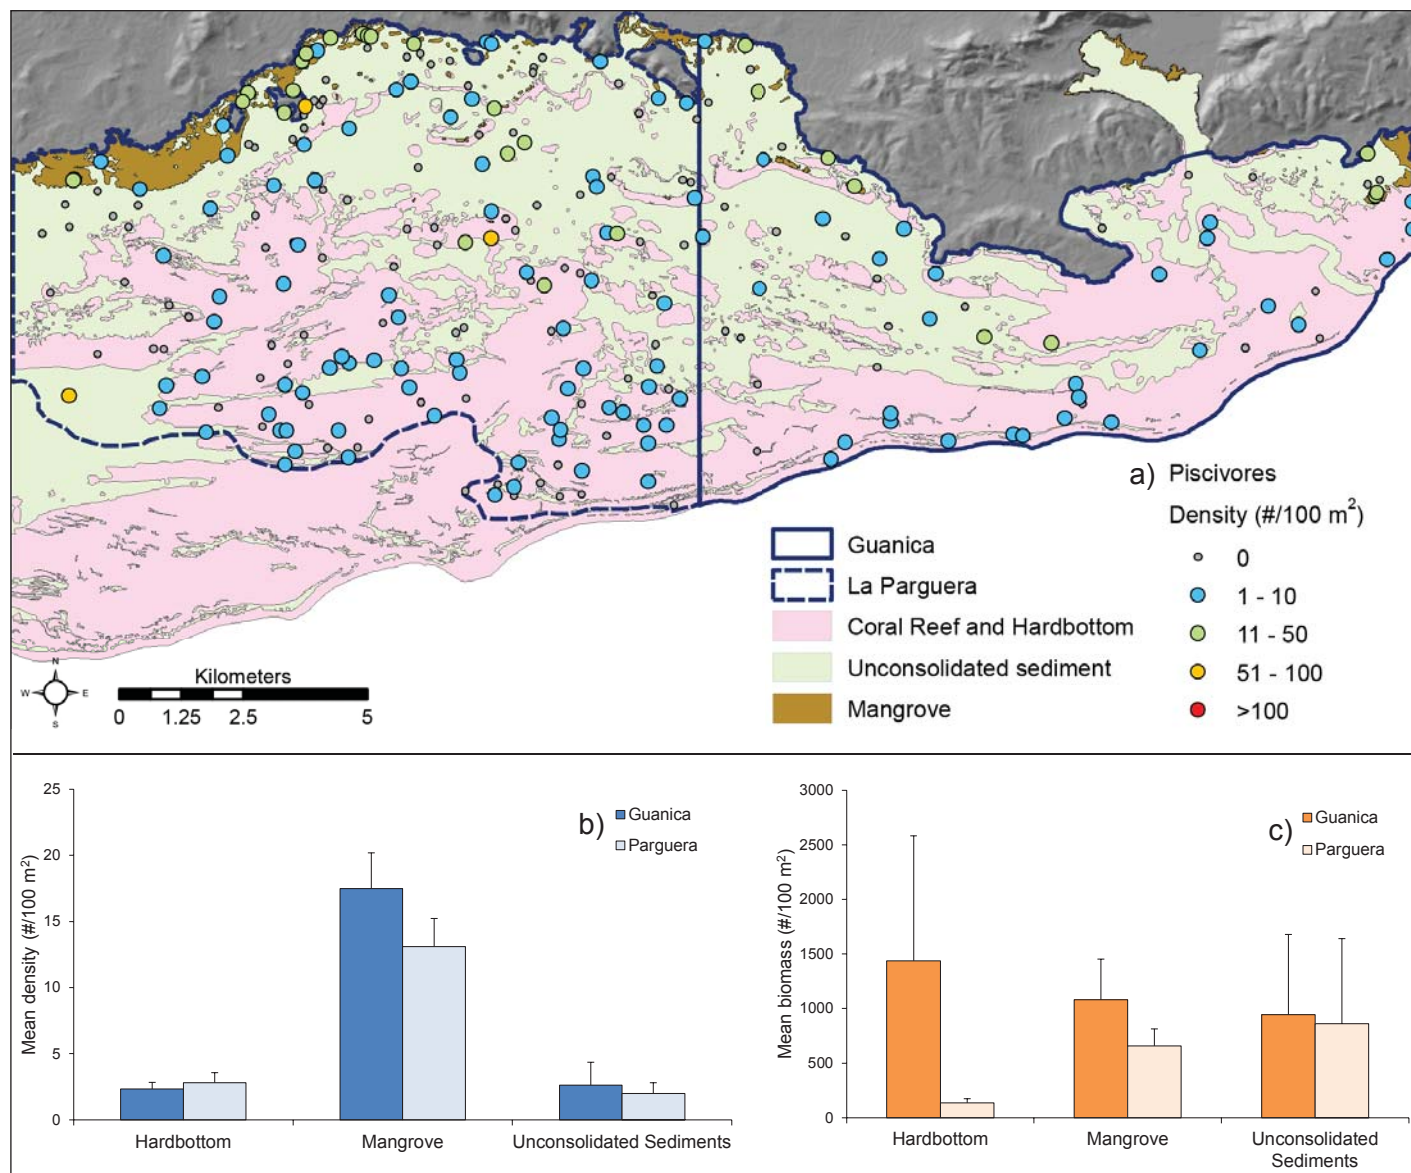 a) Piscivores
Density (#/100 m²)
0
1 - 10
11 - 50
51 - 100
>100
Guanica
La Parguera
Coral Reef and Hardbottom
Unconsolidated sediment
Mangrove
N
W E
S
Kilometers
0 1.25 2.5 5
b)
Guanica
Parguera
Mean density (#/100 m²)
25
20
15
10
5
0
Hardbottom Mangrove Unconsolidated Sediments
c)
Guanica
Parguera
Mean biomass (#/100 m²)
3000
2500
2000
1500
1000
500
0
Hardbottom Mangrove Unconsolidated
Sediments